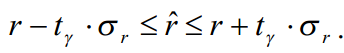 r − t_γ · σ_r ≤ r̂ ≤ r + t_γ · σ_r .